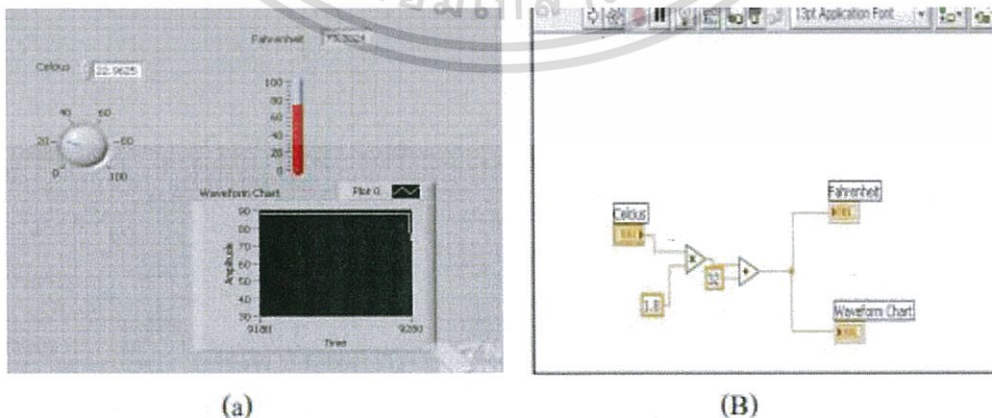 13pt Application Font
Fahrenheit
Celcius 22.9625
100
80
60
40
20
0
40 60
20 80
0 100
Waveform Chart Plot 0
90
80
70
60
50
40
30
Amplitude
9180 9280
Time
Celcius
1.8
32
Fahrenheit
Waveform Chart
(a) (B)